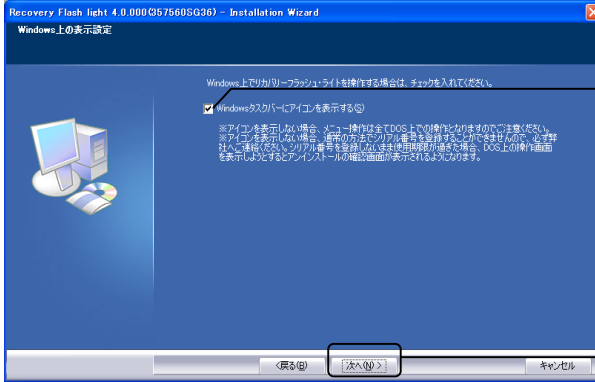 Recovery Flash light 4.0.000(357560SG36) - Installation Wizard
Windows上の表示設定
Windows上でリカバリーフラッシュ・ライトを操作する場合は、チェックを入れてください。
Windowsタスクバーにアイコンを表示する(S)
※アイコンを表示しない場合、メニュー操作は全てDOS上での操作となりますのでご注意ください。
※アイコンを表示しない場合、通常の方法でシリアル番号を登録することができませんので、必ず弊
社へご連絡ください。シリアル番号を登録しないまま使用期限が過ぎた場合、DOS上の操作画面
を表示しようとするとアンインストールの確認画面が表示されるようになります。
<戻る(B)
次へ(N) >
キャンセル